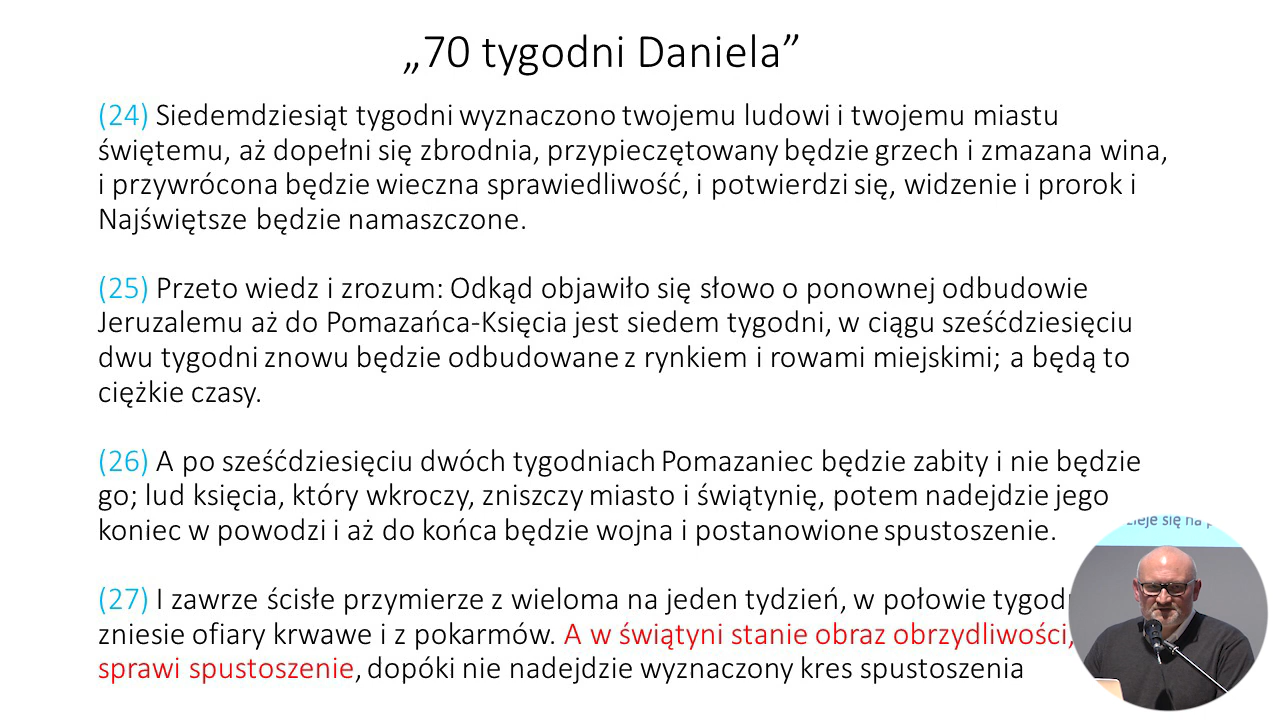 „70 tygodni Daniela”
(24) Siedemdziesiąt tygodni wyznaczono twojemu ludowi i twojemu miastu
świętemu, aż dopełni się zbrodnia, przypieczętowany będzie grzech i zmazana wina,
i przywrócona będzie wieczna sprawiedliwość, i potwierdzi się, widzenie i prorok i
Najświętsze będzie namaszczone.
(25) Przeto wiedz i zrozum: Odkąd objawiło się słowo o ponownej odbudowie
Jeruzalemu aż do Pomazańca-Księcia jest siedem tygodni, w ciągu sześćdziesięciu
dwu tygodni znowu będzie odbudowane z rynkiem i rowami miejskimi; a będą to
ciężkie czasy.
(26) A po sześćdziesięciu dwóch tygodniach Pomazaniec będzie zabity i nie będzie
go; lud księcia, który wkroczy, zniszczy miasto i świątynię, potem nadejdzie jego
koniec w powodzi i aż do końca będzie wojna i postanowione spustoszenie.
(27) I zawrze ścisłe przymierze z wieloma na jeden tydzień, w połowie
zniesie ofiary krwawe i z pokarmów. A w świątyni stanie obraz obrzydliwości,
sprawi spustoszenie, dopóki nie nadejdzie wyznaczony kres spustoszenia
się na